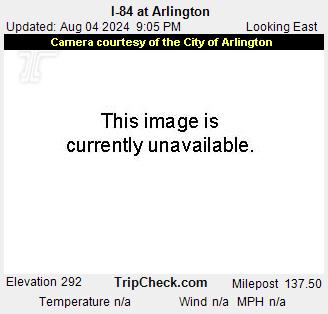 I-84 at Arlington
Updated: Aug 04 2024 9:05 PM Looking East
Camera courtesy of the City of Arlington
This image is
currently unavailable.
Elevation 292 TripCheck.com Milepost 137.50
Temperature n/a Wind n/a MPH n/a